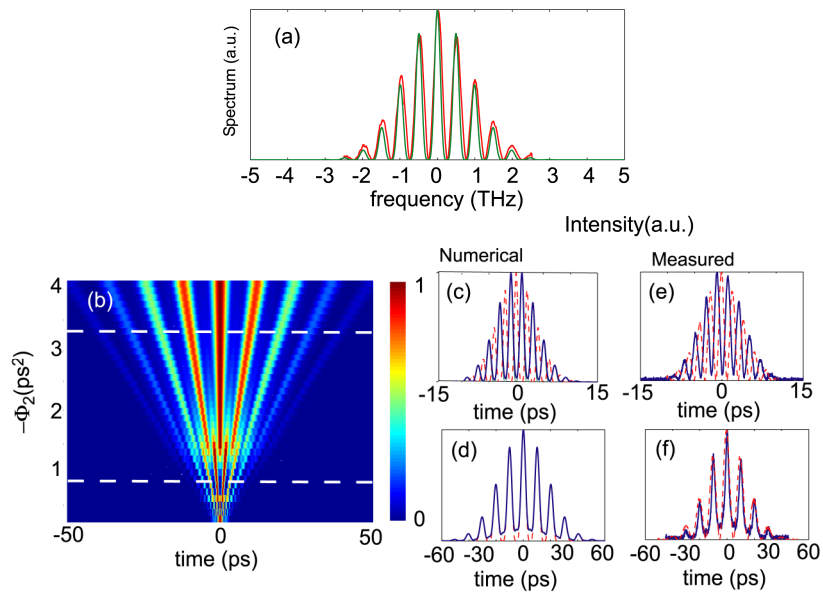 (a)
Spectrum (a.u.)
-5 -4 -3 -2 -1 0 1 2 3 4 5
frequency (THz)
Intensity(a.u.)
Numerical
Measured
(b)
4
3
2
1
−Φ2(ps²)
-50 0 50
time (ps)
1
0
(c)
-15 0 15
time (ps)
(e)
-15 0 15
time (ps)
(d)
-60 -30 0 30 60
time (ps)
(f)
-60 -30 0 30 60
time (ps)